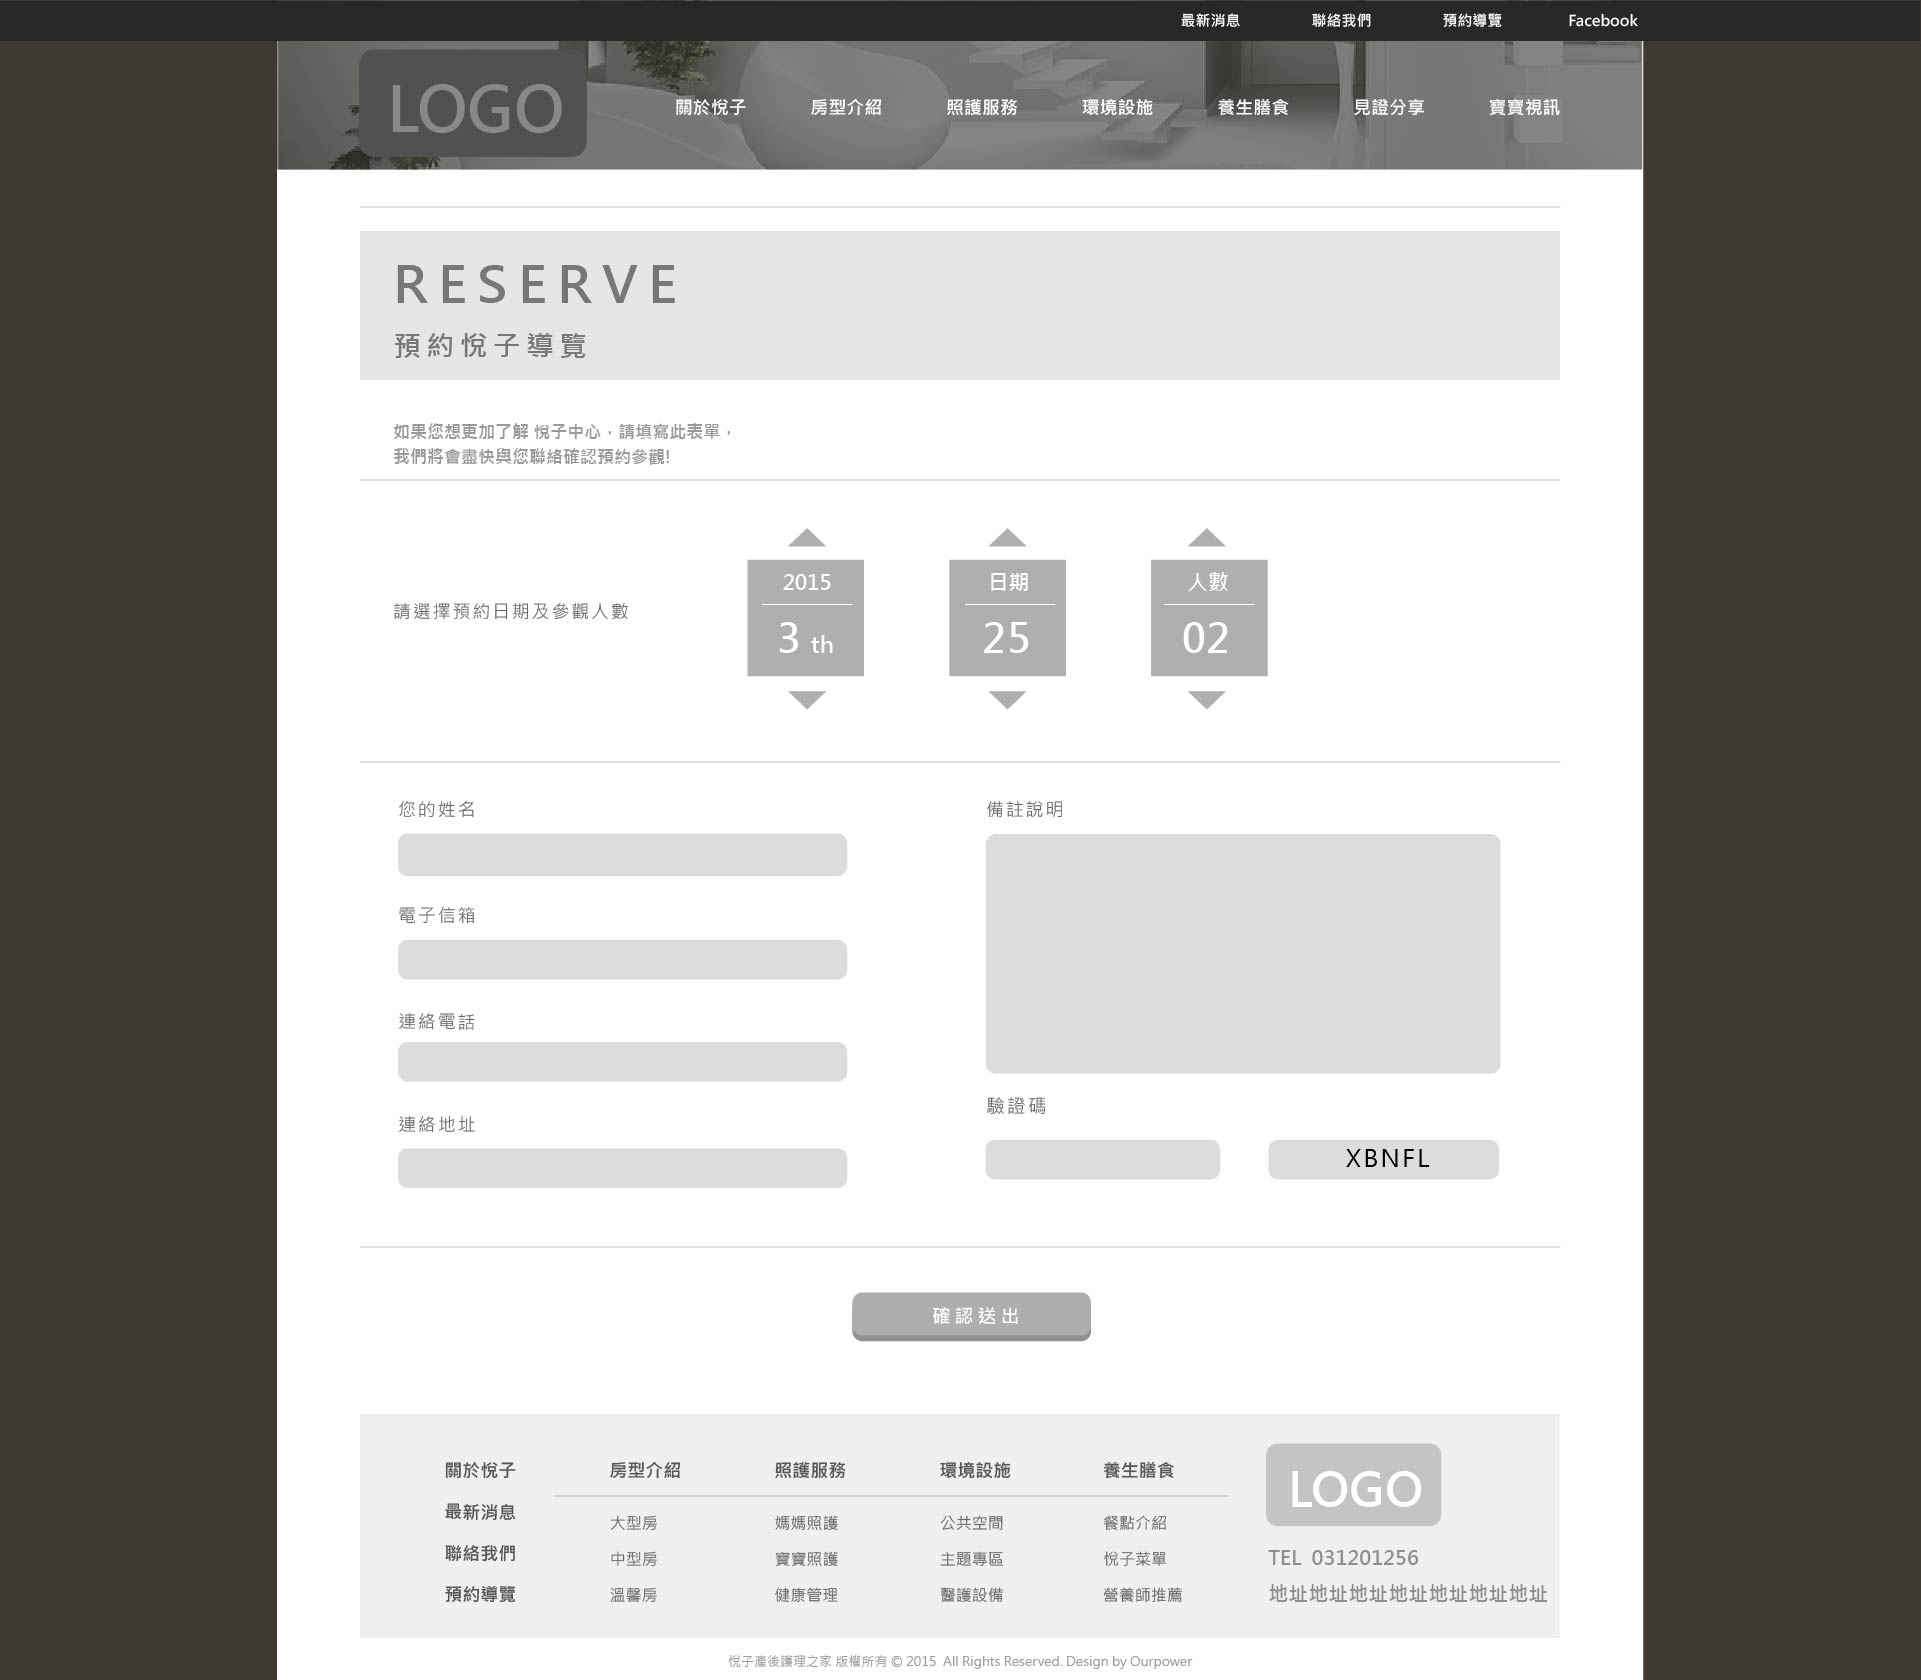 最新消息 聯絡我們 預約導覽 Facebook
LOGO
關於悅子 房型介紹 照護服務 環境設施 養生膳食 見證分享 寶寶視訊
RESERVE
預約悅子導覽
如果您想更加了解 悅子中心，請填寫此表單，
我們將會盡快與您聯絡確認預約參觀!
請選擇預約日期及參觀人數
2015
3 th
日期
25
人數
02
您的姓名
電子信箱
連絡電話
連絡地址
備註說明
驗證碼
XBNFL
確認送出
關於悅子
最新消息
聯絡我們
預約導覽
房型介紹
大型房
中型房
溫馨房
照護服務
媽媽照護
寶寶照護
健康管理
環境設施
公共空間
主題專區
醫護設備
養生膳食
餐點介紹
悅子菜單
營養師推薦
LOGO
TEL 031201256
地址地址地址地址地址地址地址
悅子產後護理之家 版權所有 © 2015 All Rights Reserved. Design by Ourpower